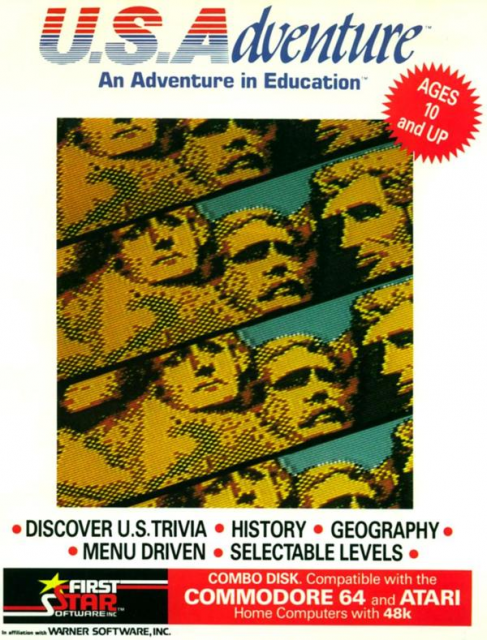 U.S.Adventure™
An Adventure in Education™
AGES
10
and UP
• DISCOVER U.S.TRIVIA • HISTORY • GEOGRAPHY •
• MENU DRIVEN • SELECTABLE LEVELS •
FIRST
STAR™
SOFTWARE INC
In affiliation with WARNER SOFTWARE, INC.
COMBO DISK. Compatible with the
COMMODORE 64 and ATARI
Home Computers with 48k